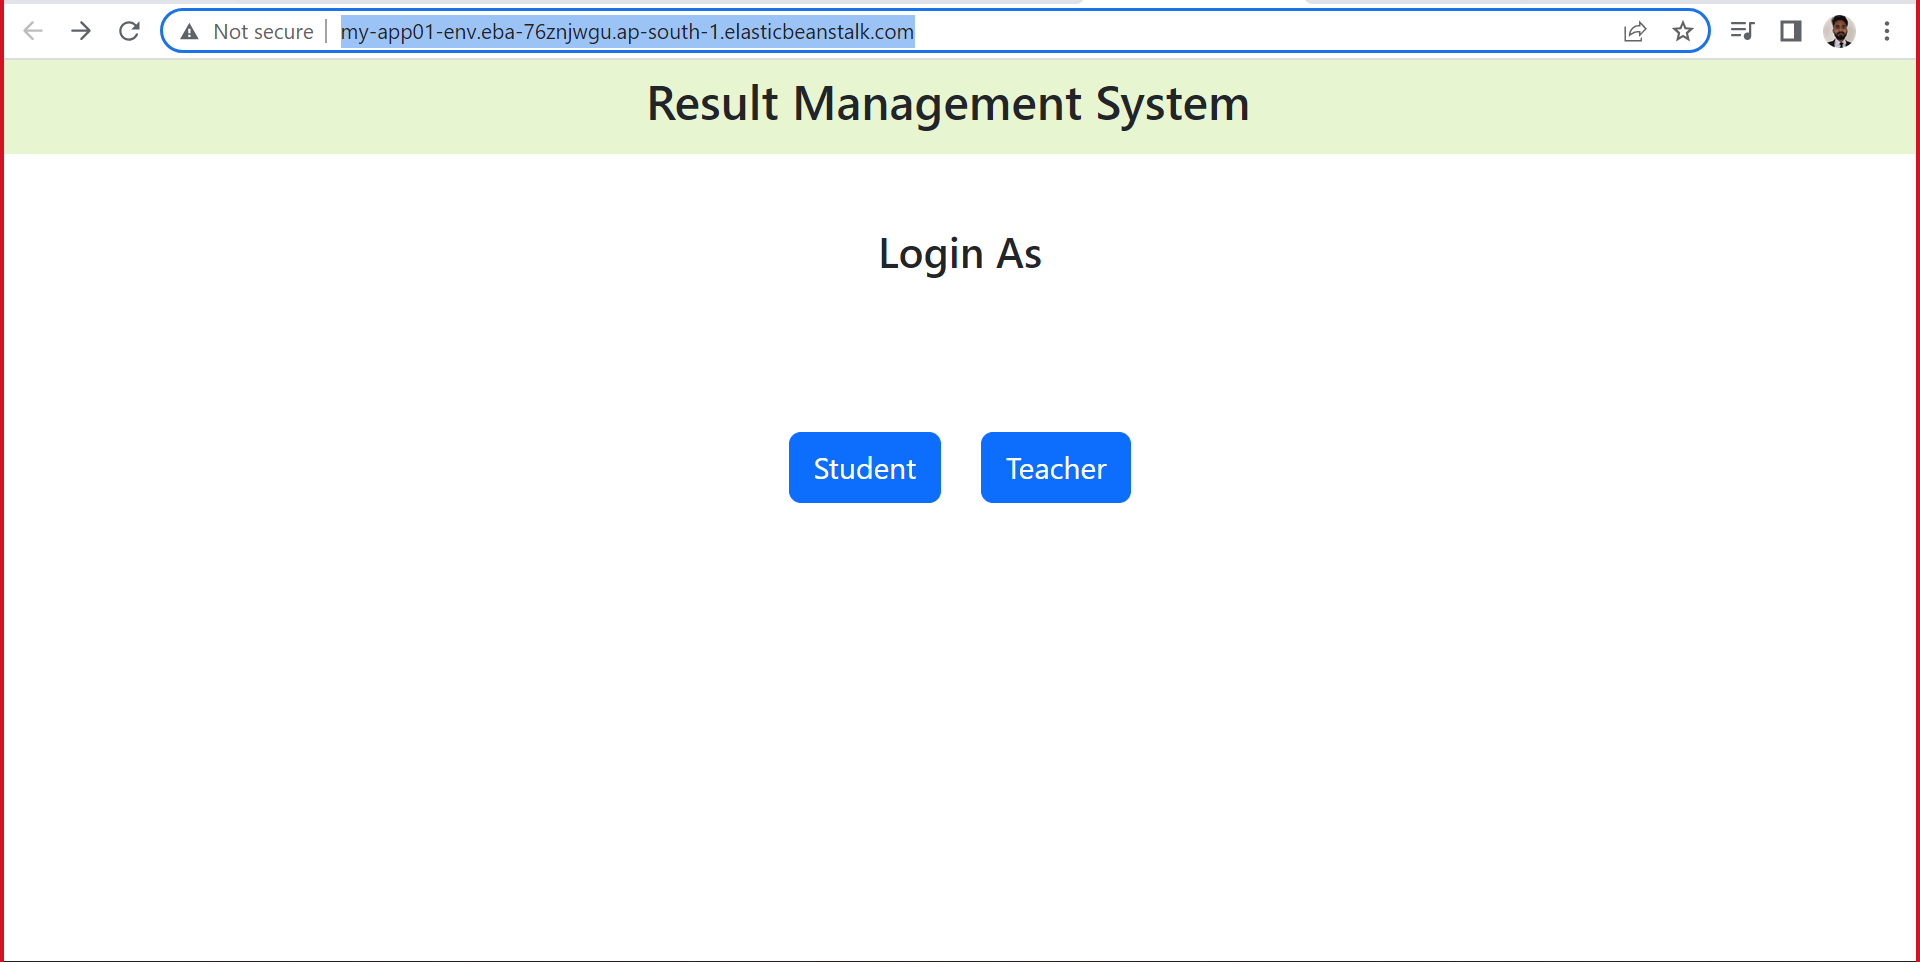 Not secure my-app01-env.eba-76znjwgu.ap-south-1.elasticbeanstalk.com
Result Management System
Login As
Student Teacher